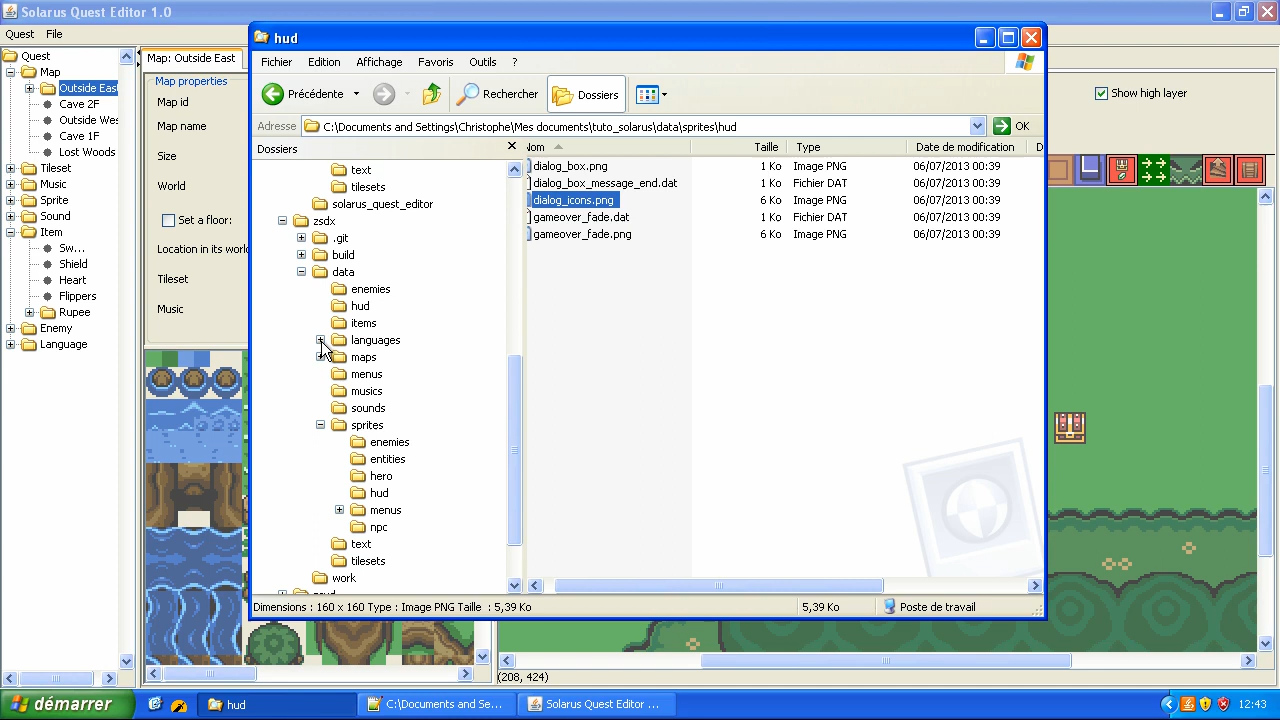 Solarus Quest Editor 1.0
Quest File
Quest
Map
Outside Eas
Cave 2F
Outside Wes
Cave 1F
Lost Woods
Tileset
Music
Sprite
Sound
Item
Sw...
Shield
Heart
Flippers
Rupee
Enemy
Language
Map: Outside East
Map properties
Map id
Map name
Size
World
Set a floor:
Location in its world
Tileset
Music
hud
Fichier Edition Affichage Favoris Outils ?
Précédente Rechercher Dossiers
Adresse C:\Documents and Settings\Christophe\Mes documents\tuto_solarus\data\sprites\hud OK
Dossiers
text
tilesets
solarus_quest_editor
zsdx
.git
build
data
enemies
hud
items
languages
maps
menus
musics
sounds
sprites
enemies
entities
hero
hud
menus
npc
text
tilesets
work
Nom Taille Type Date de modification D
dialog_box.png 1 Ko Image PNG 06/07/2013 00:39
dialog_box_message_end.dat 1 Ko Fichier DAT 06/07/2013 00:39
dialog_icons.png 6 Ko Image PNG 06/07/2013 00:39
gameover_fade.dat 1 Ko Fichier DAT 06/07/2013 00:39
gameover_fade.png 6 Ko Image PNG 06/07/2013 00:39
Dimensions : 160 x 160 Type : Image PNG Taille : 5,39 Ko 5,39 Ko Poste de travail
Show high layer
(208, 424)
démarrer hud C:\Documents and Se... Solarus Quest Editor ... 12:43